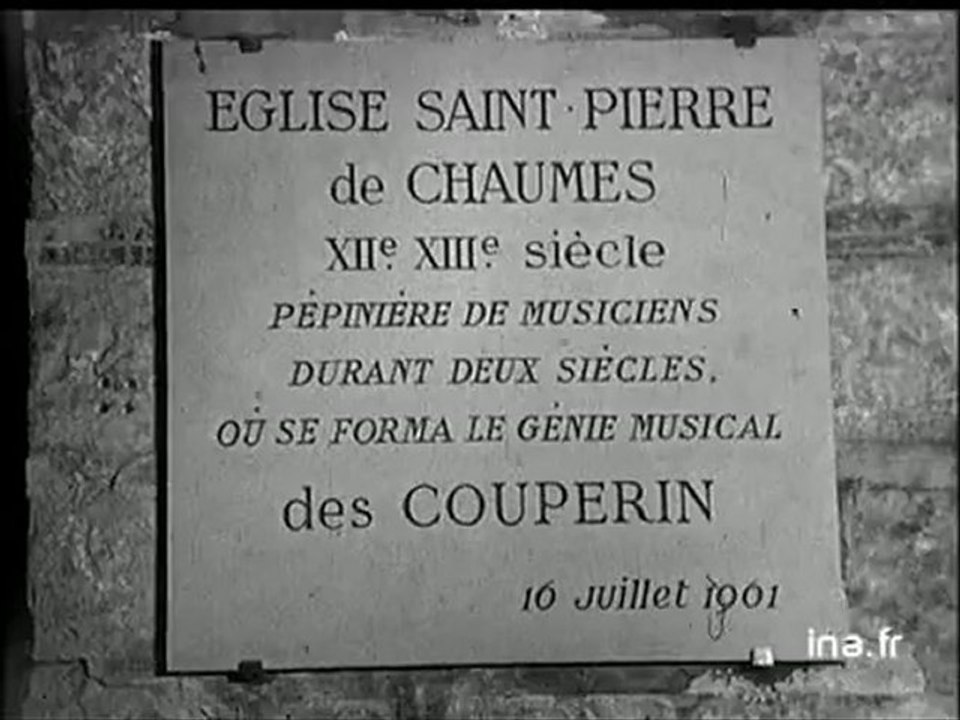 EGLISE SAINT·PIERRE
de CHAUMES
XIIe. XIIIe. siècle
PÉPINIÉRE DE MUSICIENS
DURANT DEUX SIÈCLES,
OÙ SE FORMA LE GÉNIE MUSICAL
des COUPERIN
16 Juillet 1961
ina.fr